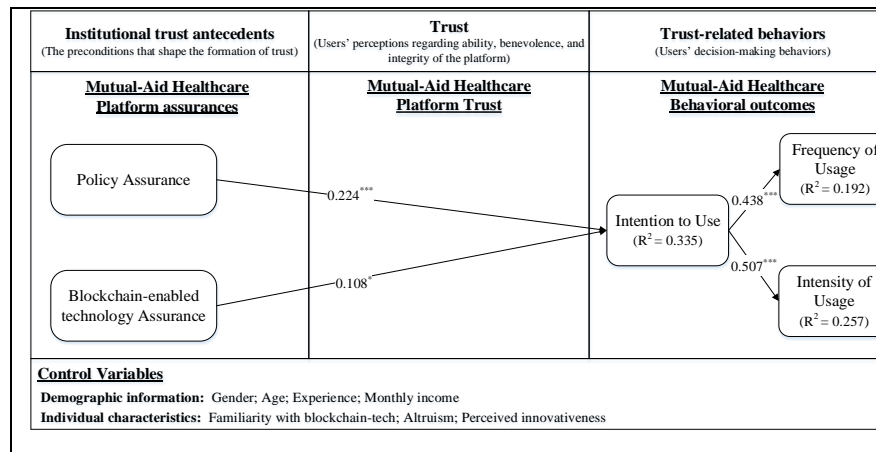 Institutional trust antecedents
(The preconditions that shape the formation of trust)
Trust
(Users' perceptions regarding ability, benevolence, and
integrity of the platform)
Trust-related behaviors
(Users' decision-making behaviors)
Mutual-Aid Healthcare
Platform assurances
Mutual-Aid Healthcare
Platform Trust
Mutual-Aid Healthcare
Behavioral outcomes
Policy Assurance
0.224***
Blockchain-enabled
technology Assurance
0.108*
Intention to Use
(R² = 0.335)
0.438***
Frequency of
Usage
(R² = 0.192)
0.507***
Intensity of
Usage
(R² = 0.257)
Control Variables
Demographic information: Gender; Age; Experience; Monthly income
Individual characteristics: Familiarity with blockchain-tech; Altruism; Perceived innovativeness